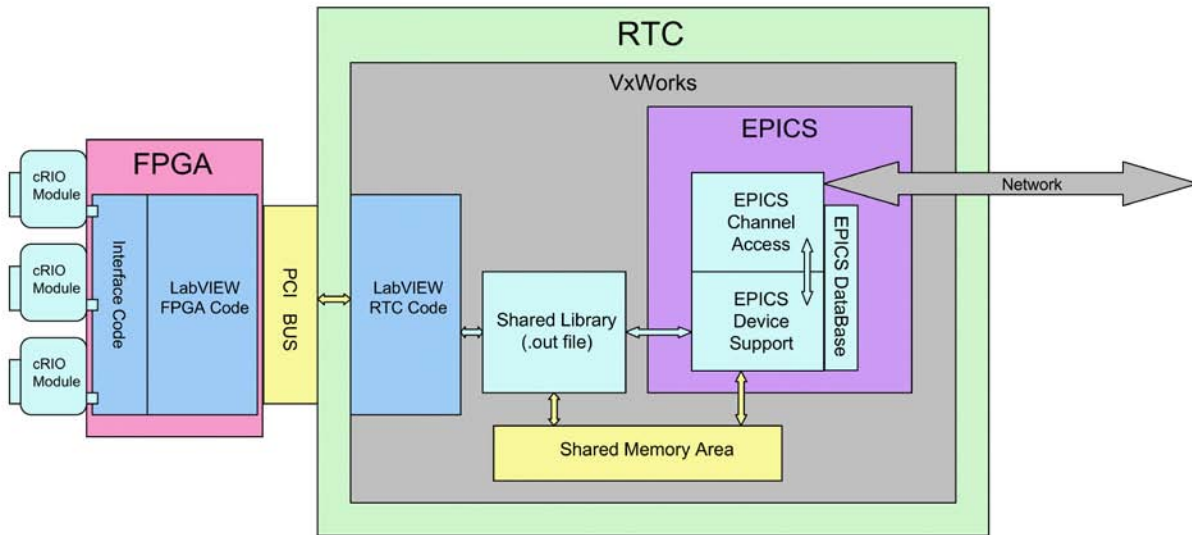 RTC
VxWorks
EPICS
FPGA
cRIO
Module
cRIO
Module
cRIO
Module
Interface Code
LabVIEW
FPGA Code
PCI BUS
LabVIEW
RTC Code
Shared Library
(.out file)
EPICS
Channel
Access
EPICS
Device
Support
EPICS DataBase
Network
Shared Memory Area